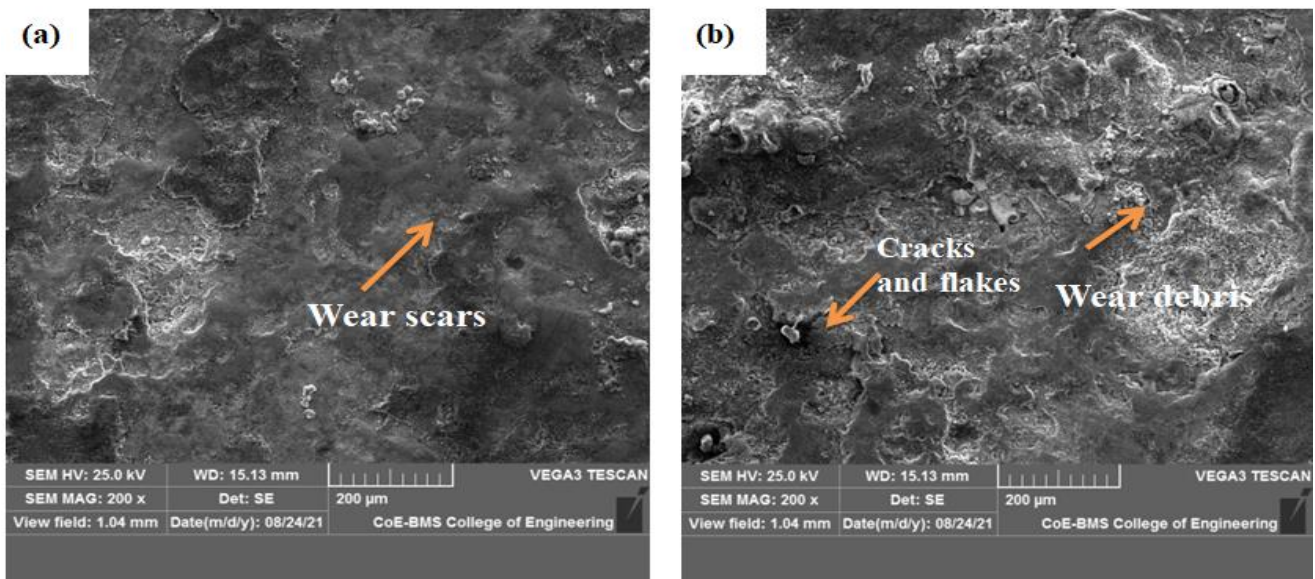 (a)
Wear scars
SEM HV: 25.0 kV
WD: 15.13 mm
VEGA3 TESCAN
SEM MAG: 200 x
Det: SE
200 µm
View field: 1.04 mm
Date(m/d/y): 08/24/21
CoE-BMS College of Engineering
(b)
Cracks
and flakes
Wear debris
SEM HV: 25.0 kV
WD: 15.13 mm
VEGA3 TESCAN
SEM MAG: 200 x
Det: SE
200 µm
View field: 1.04 mm
Date(m/d/y): 08/24/21
CoE-BMS College of Engineering